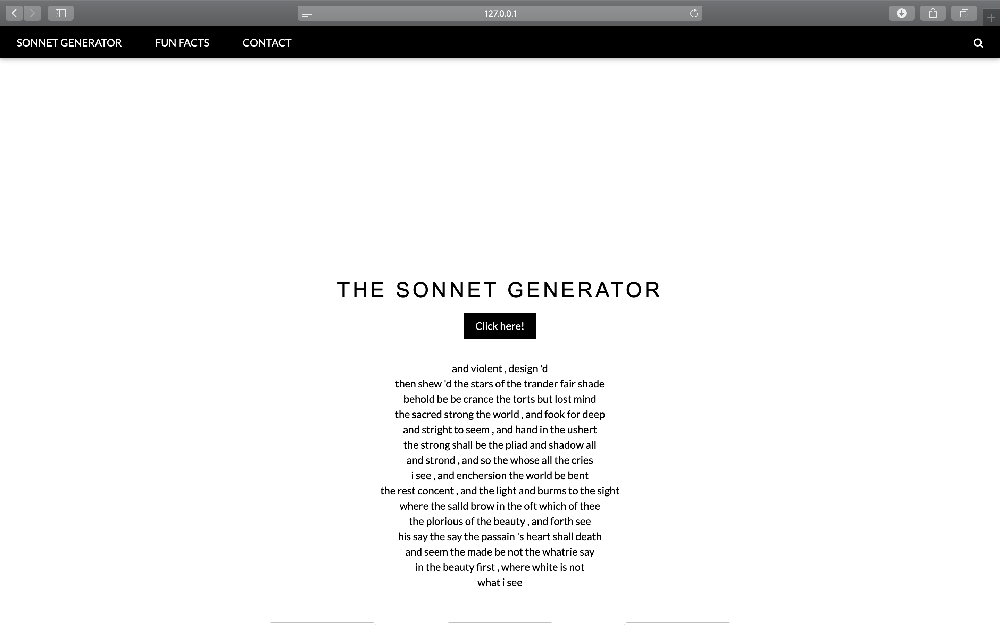 127.0.0.1
SONNET GENERATOR FUN FACTS CONTACT
THE SONNET GENERATOR
Click here!
and violent , design 'd
then shew 'd the stars of the trander fair shade
behold be be crance the torts but lost mind
the sacred strong the world , and fook for deep
and stright to seem , and hand in the ushert
the strong shall be the pliad and shadow all
and strond , and so the whose all the cries
i see , and enchersion the world be bent
the rest concent , and the light and burms to the sight
where the salld brow in the oft which of thee
the plorious of the beauty , and forth see
his say the say the passain 's heart shall death
and seem the made be not the whatrie say
in the beauty first , where white is not
what i see